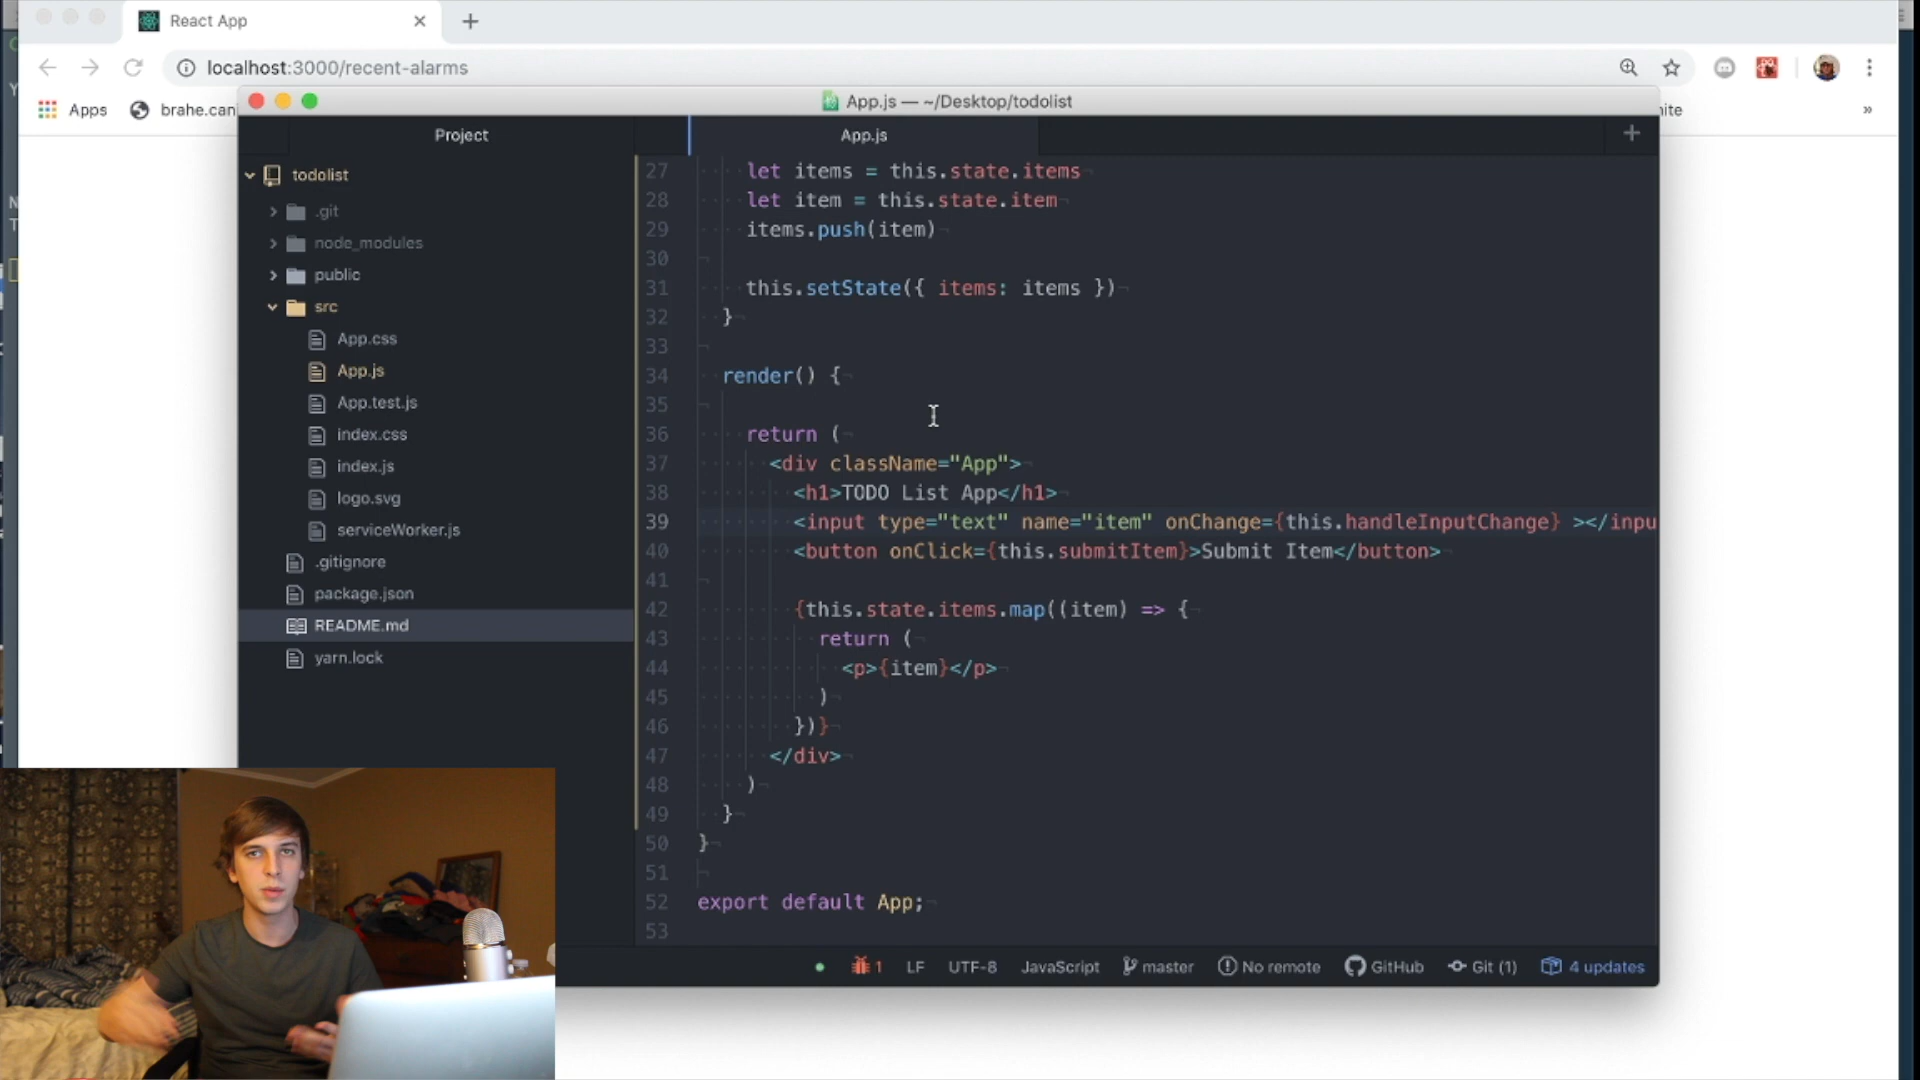 React App
localhost:3000/recent-alarms
Apps
brahe.cani
App.js — ~/Desktop/todolist
Project
App.js
todolist
.git
node_modules
public
src
App.css
App.js
App.test.js
index.css
index.js
logo.svg
serviceWorker.js
.gitignore
package.json
README.md
yarn.lock
27 let items = this.state.items
28 let item = this.state.item
29 items.push(item)
30
31 this.setState({ items: items })
32 }
33
34 render() {
35
36 return (
37 <div className="App">
38 <h1>TODO List App</h1>
39 <input type="text" name="item" onChange={this.handleInputChange} ></inpu
40 <button onClick={this.submitItem}>Submit Item</button>
41
42 {this.state.items.map((item) => {
43 return (
44 <p>{item}</p>
45 )
46 })}
47 </div>
48 )
49 }
50 }
51
52 export default App;
53
1 LF UTF-8 JavaScript master No remote GitHub Git (1) 4 updates